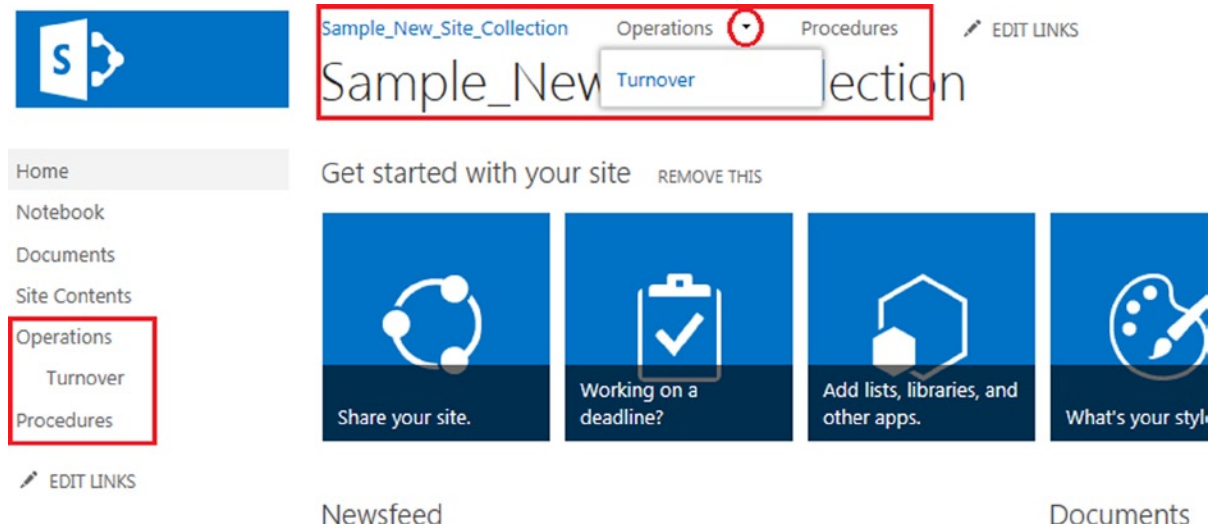 S
Sample_New_Site_Collection Operations Procedures EDIT LINKS
Turnover
Sample_New lection
Home
Notebook
Documents
Site Contents
Operations
Turnover
Procedures
EDIT LINKS
Get started with your site REMOVE THIS
Share your site.
Working on a
deadline?
Add lists, libraries, and
other apps.
What's your style
Newsfeed
Documents